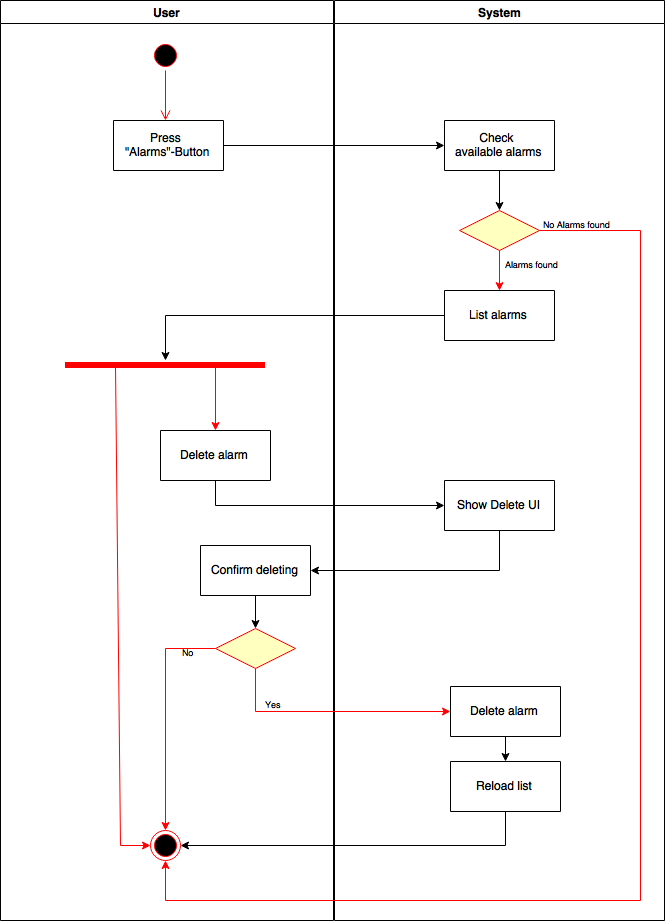 User
System
Press
"Alarms"-Button
Check
available alarms
No Alarms found
Alarms found
List alarms
Delete alarm
Show Delete UI
Confirm deleting
No
Yes
Delete alarm
Reload list